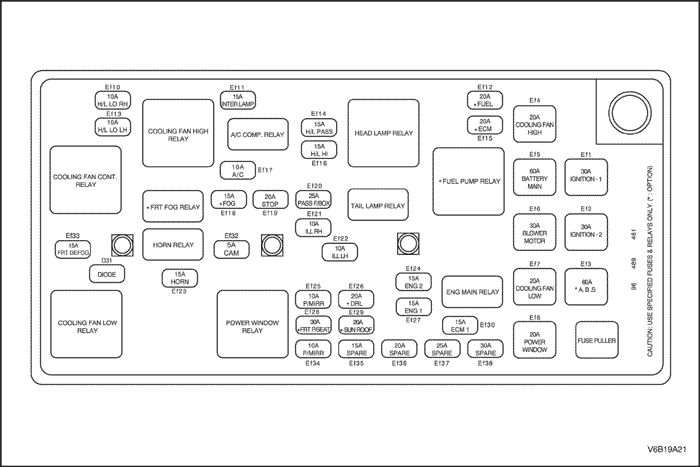 Ef10
10A
H/L LO RH
Ef13
10A
H/L LO LH
Ef11
15A
INTER LAMP
COOLING FAN HIGH
RELAY
A/C COMP. RELAY
10A
A/C
Ef17
Ef14
15A
H/L PASS
15A
H/L HI
Ef16
HEAD LAMP RELAY
Ef12
20A
* FUEL
20A
* ECM
Ef15
Ef4
20A
COOLING FAN
HIGH
COOLING FAN CONT.
RELAY
* FRT FOG RELAY
15A
* FOG
Ef18
20A
STOP
Ef19
Ef20
25A
PASS F/BOX
Ef21
10A
ILL RH
TAIL LAMP RELAY
* FUEL PUMP RELAY
Ef5
60A
BATTERY
MAIN
Ef1
30A
IGNITION - 1
Ef33
15A
FRT DEFOG
HORN RELAY
Ef32
5A
CAM
Ef22
10A
ILL LH
Ef6
30A
BLOWER
MOTOR
Ef2
30A
IGNITION - 2
D31
DIODE
15A
HORN
Ef23
Ef24
15A
ENG 2
15A
ENG 1
Ef27
ENG MAIN RELAY
Ef7
20A
COOLING FAN
LOW
Ef3
60A
* A.B.S
COOLING FAN LOW
RELAY
POWER WINDOW
RELAY
Ef25
10A
P/MIRR
Ef28
30A
*FRT P/SEAT
10A
P/MIRR
Ef34
Ef26
20A
* DRL
Ef29
20A
* SUN ROOF
15A
SPARE
Ef35
20A
SPARE
Ef36
15A
ECM 1
Ef30
25A
SPARE
Ef37
30A
SPARE
Ef38
Ef8
20A
POWER
WINDOW
FUSE PULLER
96 489 481
CAUTION: USE SPECIFIED FUSES & RELAYS ONLY. (* : OPTION)
V6B19A21